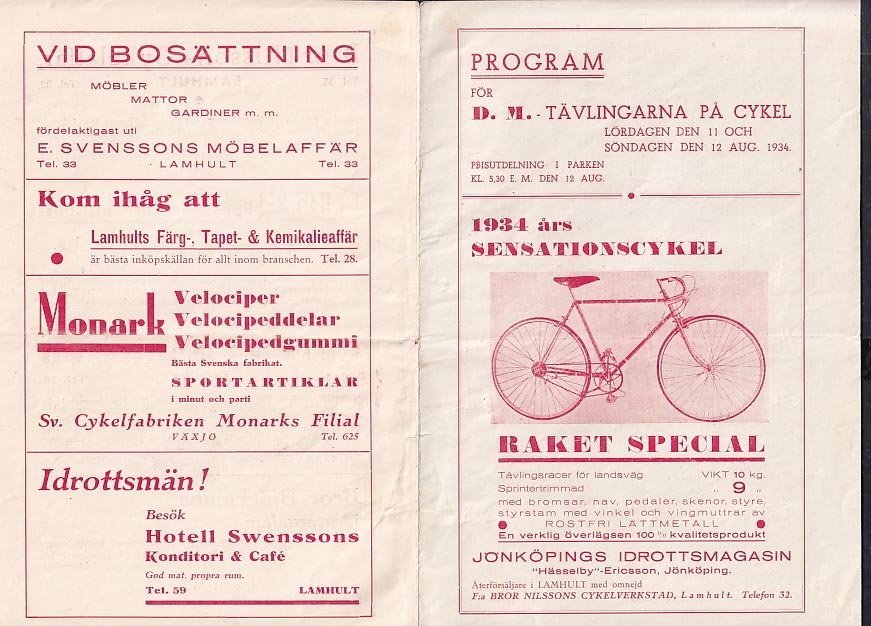 VID BOSÄTTNING
MÖBLER
MATTOR
GARDINER m. m.
fördelaktigast uti
E. SVENSSONS MÖBELAFFÄR
Tel. 33 · LAMHULT Tel. 33
Kom ihåg att
Lamhults Färg-, Tapet- & Kemikalieaffär
är bästa inköpskällan för allt inom branschen. Tel. 28.
Monark
Velociper
Velocipeddelar
Velocipedgummi
Bästa Svenska fabrikat.
SPORTARTIKLAR
i minut och parti
Sv. Cykelfabriken Monarks Filial
VÄXJÖ Tel. 625
Idrottsmän!
Besök
Hotell Swenssons
Konditori & Café
God mat, propra rum.
Tel. 59 LAMHULT
PROGRAM
FÖR
D. M. - TÄVLINGARNA PÅ CYKEL
LÖRDAGEN DEN 11 OCH
SÖNDAGEN DEN 12 AUG. 1934.
PBISUTDELNING I PARKEN
KL. 5,30 E. M. DEN 12 AUG.
1934 års
SENSATIONSCYKEL
RAKET SPECIAL
Tävlingsracer för landsväg VIKT 10 kg.
Sprintertrimmad „ 9 „
med bromsar, nav, pedaler, skenor, styre,
styrstam med vinkel och vingmuttrar av
ROSTFRI LÄTTMETALL
En verklig överlägsen 100 % kvalitetsprodukt
JÖNKÖPINGS IDROTTSMAGASIN
"Hässelby"-Ericsson, Jönköping.
Återförsäljare i LAMHULT med omnejd
F:a BROR NILSSONS CYKELVERKSTAD, Lamhult. Telefon 32.